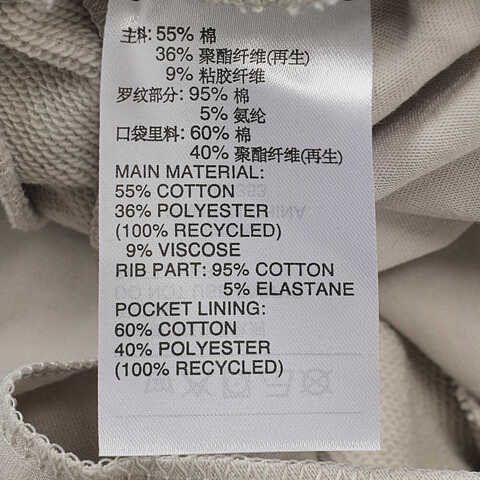 主料: 55% 棉
36% 聚酯纤维(再生)
9% 粘胶纤维
罗纹部分: 95% 棉
5% 氨纶
口袋里料: 60% 棉
40% 聚酯纤维(再生)
MAIN MATERIAL:
55% COTTON
36% POLYESTER
(100% RECYCLED)
9% VISCOSE
RIB PART: 95% COTTON
5% ELASTANE
POCKET LINING:
60% COTTON
40% POLYESTER
(100% RECYCLED)